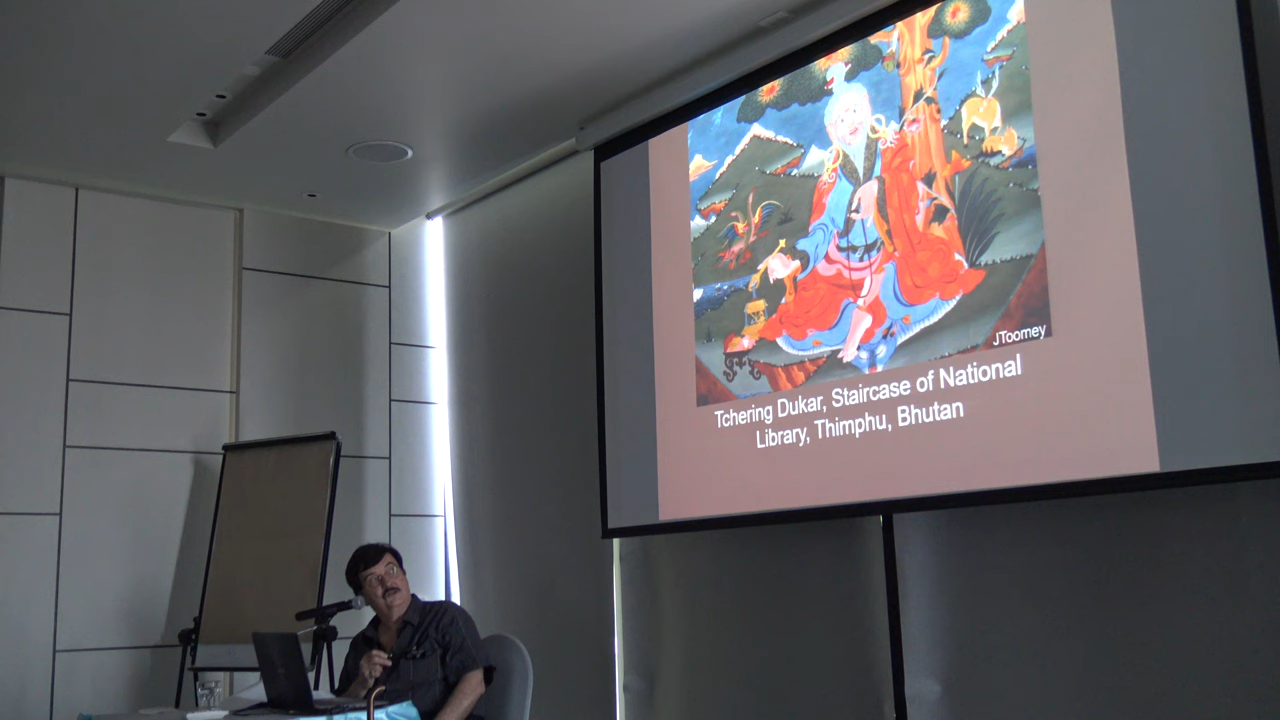 JToomey
Tchering Dukar, Staircase of National
Library, Thimphu, Bhutan